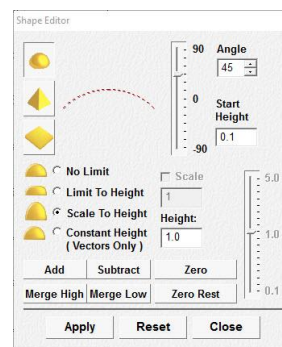 Shape Editor
90
Angle
45
0
Start
Height
0.1
-90
No Limit
Scale
5.0
Limit To Height
1
Scale To Height
Height:
Constant Height
( Vectors Only )
1.0
1.0
Add
Subtract
Zero
Merge High
Merge Low
Zero Rest
0.1
Apply
Reset
Close